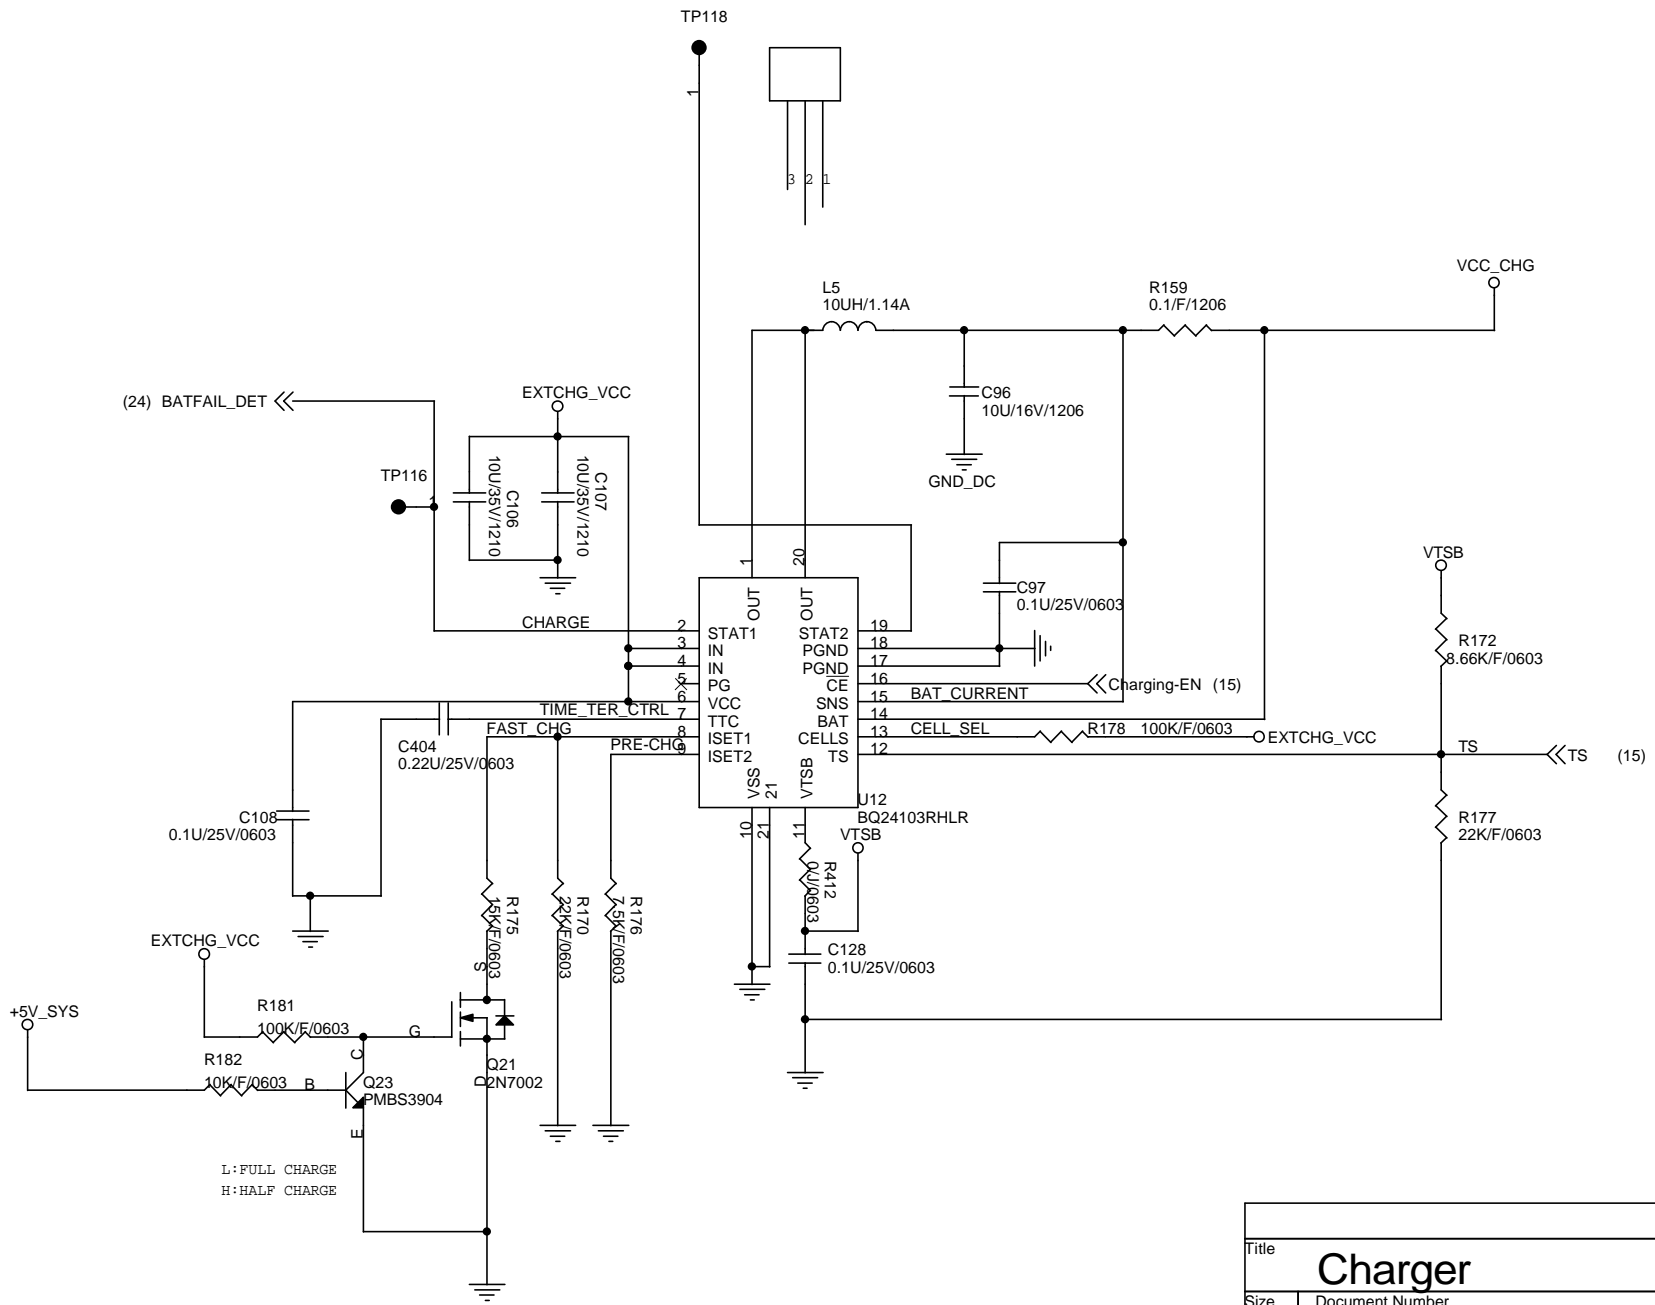 TP118
1
3 2 1
VCC_CHG
L5
10UH/1.14A
R159
0.1/F/1206
(24) BATFAIL_DET
EXTCHG_VCC
C96
10U/16V/1206
GND_DC
TP116
1
C106
10U/35V/1210
C107
10U/35V/1210
1
20
OUT
OUT
VTSB
C97
0.1U/25V/0603
R172
8.66K/F/0603
CHARGE
2
STAT1
STAT2
19
3
IN
PGND
18
4
IN
PGND
17
5
PG
CE
16
Charging-EN (15)
6
VCC
SNS
15
BAT_CURRENT
TIME_TER_CTRL
7
TTC
BAT
14
FAST_CHG
8
ISET1
CELLS
13
CELL_SEL
R178 100K/F/0603
EXTCHG_VCC
PRE-CHG
9
ISET2
TS
12
TS
TS (15)
C404
0.22U/25V/0603
VSS
21
VTSB
10
21
11
U12
BQ24103RHLR
VTSB
C108
0.1U/25V/0603
R177
22K/F/0603
R412
0/J/0603
R175
15K/F/0603
R170
22K/F/0603
R176
7.5K/F/0603
C128
0.1U/25V/0603
EXTCHG_VCC
S
+5V_SYS
R181
100K/F/0603
G
C
R182
10K/F/0603
B
Q23
PMBS3904
E
Q21
2N7002
D
L:FULL CHARGE
H:HALF CHARGE
Title
Charger
Size
Document Number